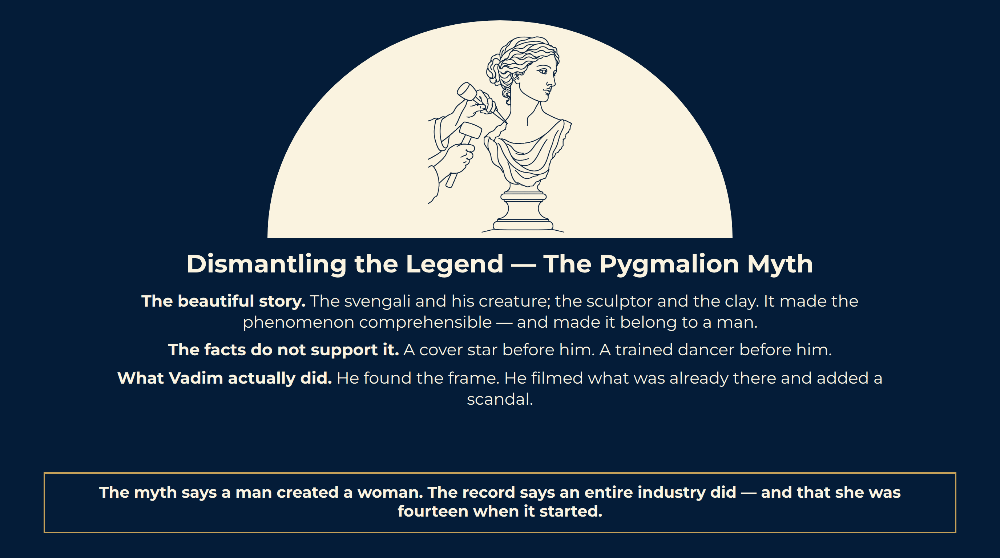 Dismantling the Legend — The Pygmalion Myth
The beautiful story. The svengali and his creature; the sculptor and the clay. It made the
phenomenon comprehensible — and made it belong to a man.
The facts do not support it. A cover star before him. A trained dancer before him.
What Vadim actually did. He found the frame. He filmed what was already there and added a
scandal.
The myth says a man created a woman. The record says an entire industry did — and that she was
fourteen when it started.